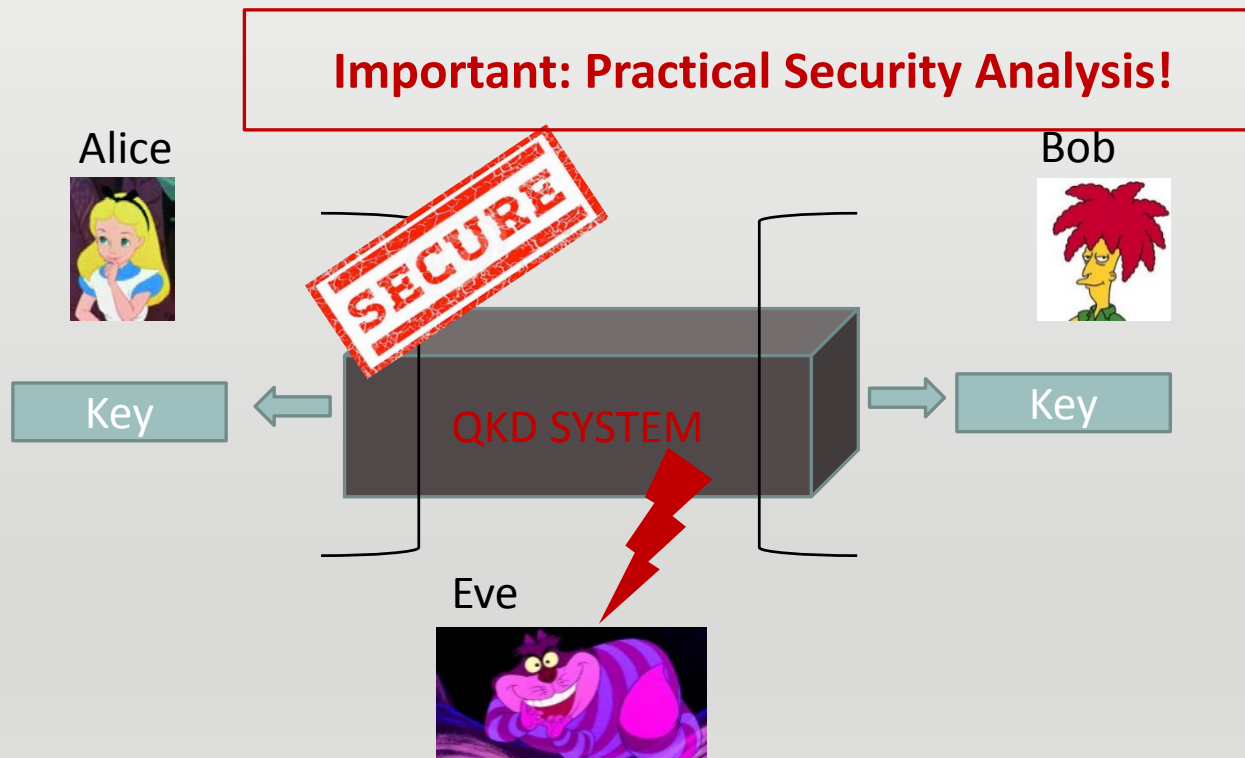 Important: Practical Security Analysis!
Alice
Bob
SECURE
Key
QKD SYSTEM
Key
Eve